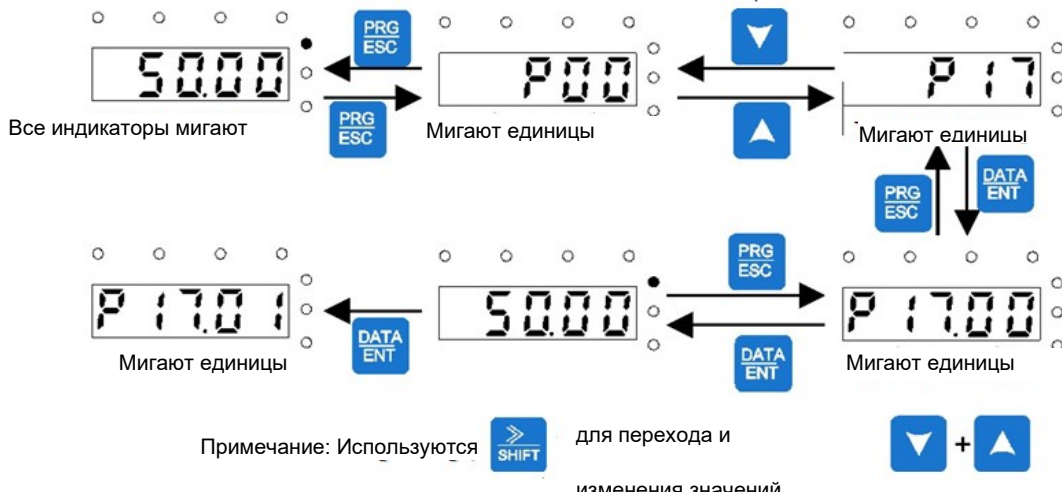 PRG
ESC
50.00
P00
P17
PRG
ESC
Все индикаторы мигают
Мигают единицы
Мигают единицы
PRG
ESC
DATA
ENT
PRG
ESC
P17.01
50.00
P17.00
DATA
ENT
DATA
ENT
Мигают единицы
Мигают единицы
Примечание: Используются
SHIFT
для перехода и
+
изменения значений